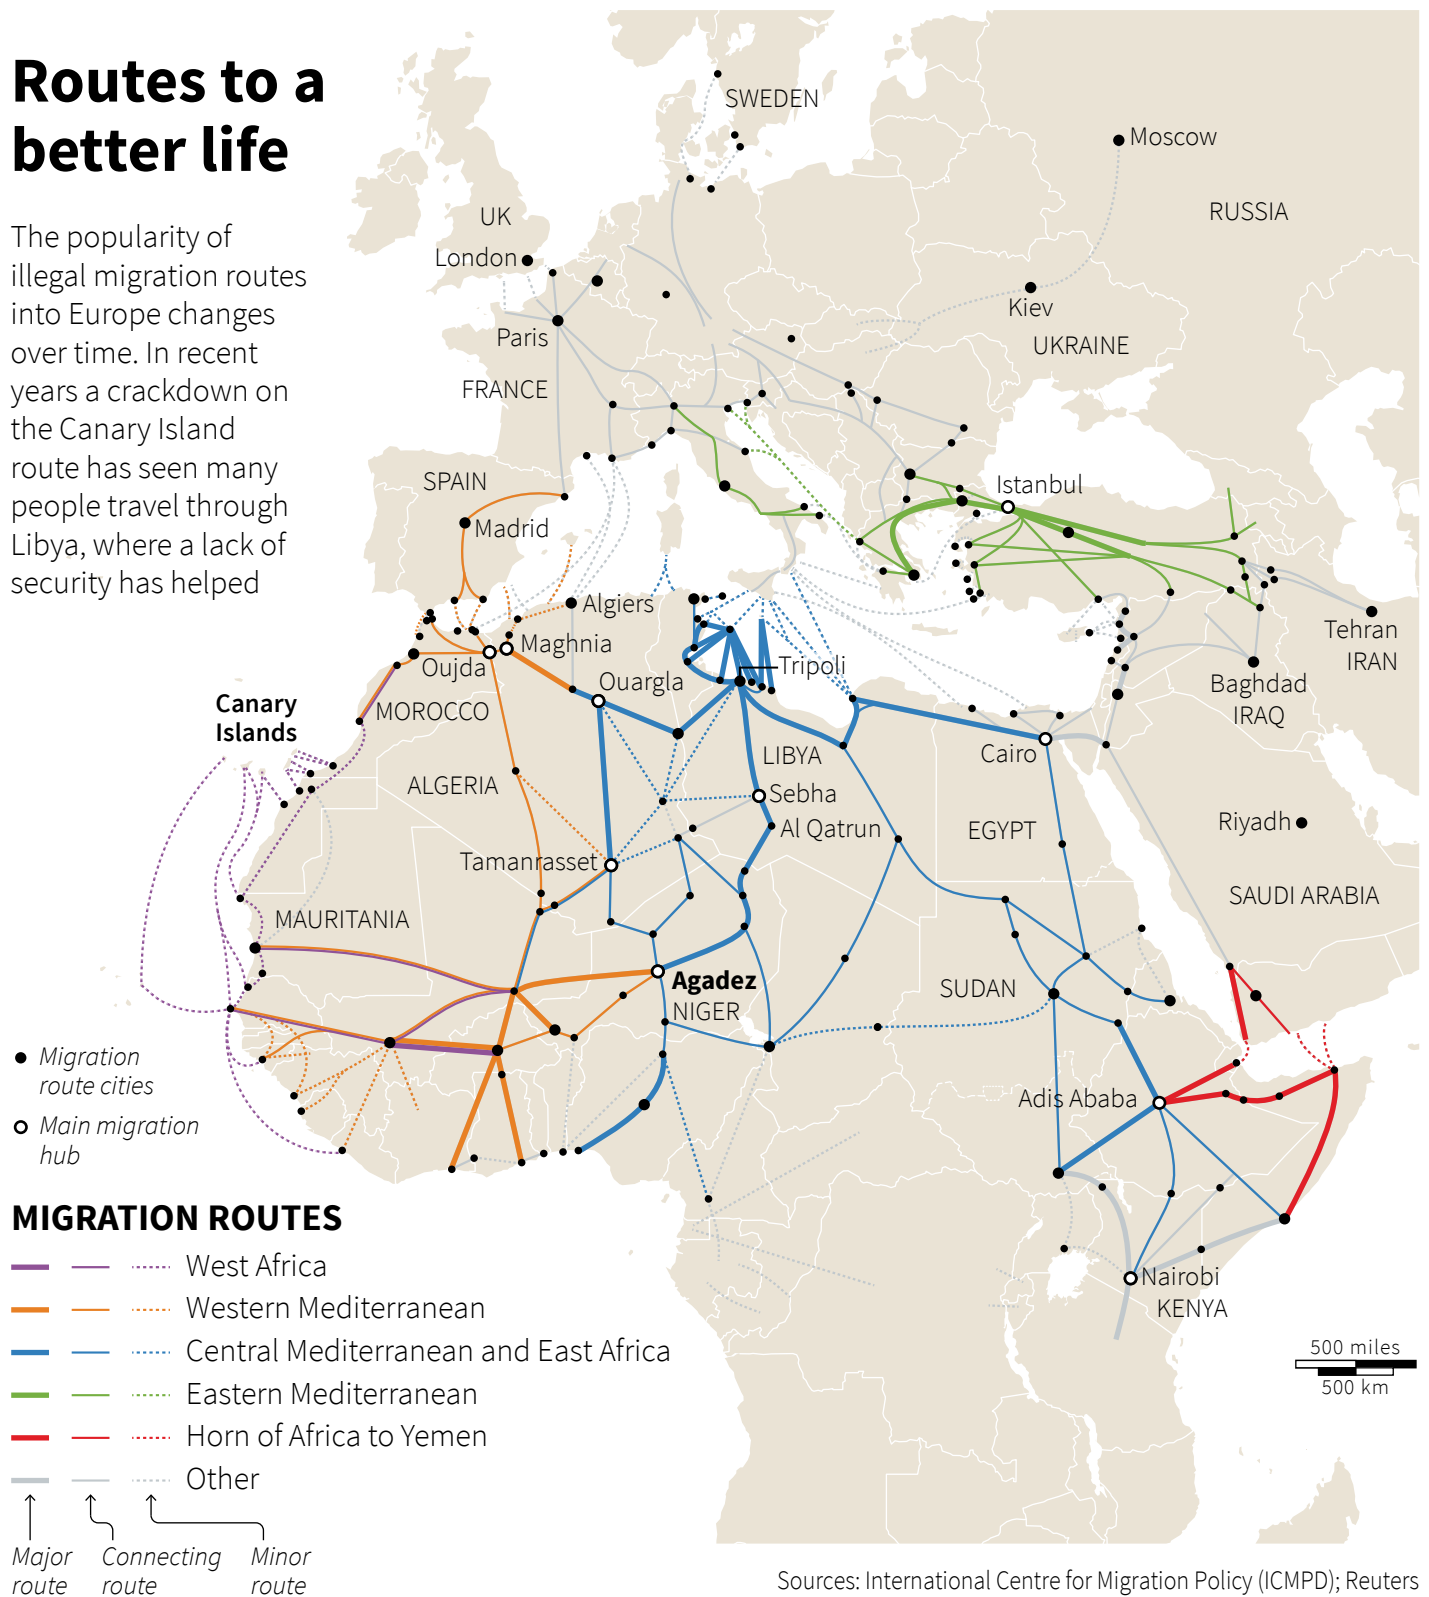 Routes to a
better life
The popularity of
illegal migration routes
into Europe changes
over time. In recent
years a crackdown on
the Canary Island
route has seen many
people travel through
Libya, where a lack of
security has helped
SWEDEN
Moscow
RUSSIA
UK
London
Kiev
Paris
UKRAINE
FRANCE
SPAIN
Istanbul
Madrid
Algiers
Tehran
IRAN
Maghnia
Oujda
Tripoli
Ouargla
Baghdad
IRAQ
Canary
Islands
MOROCCO
LIBYA
Cairo
ALGERIA
Sebha
Al Qatrun
EGYPT
Riyadh
Tamanrasset
SAUDI ARABIA
MAURITANIA
Agadez
NIGER
SUDAN
Adis Ababa
Nairobi
KENYA
Migration
route cities
Main migration
hub
MIGRATION ROUTES
West Africa
Western Mediterranean
Central Mediterranean and East Africa
Eastern Mediterranean
Horn of Africa to Yemen
Other
Major
route
Connecting
route
Minor
route
500 miles
500 km
Sources: International Centre for Migration Policy (ICMPD); Reuters